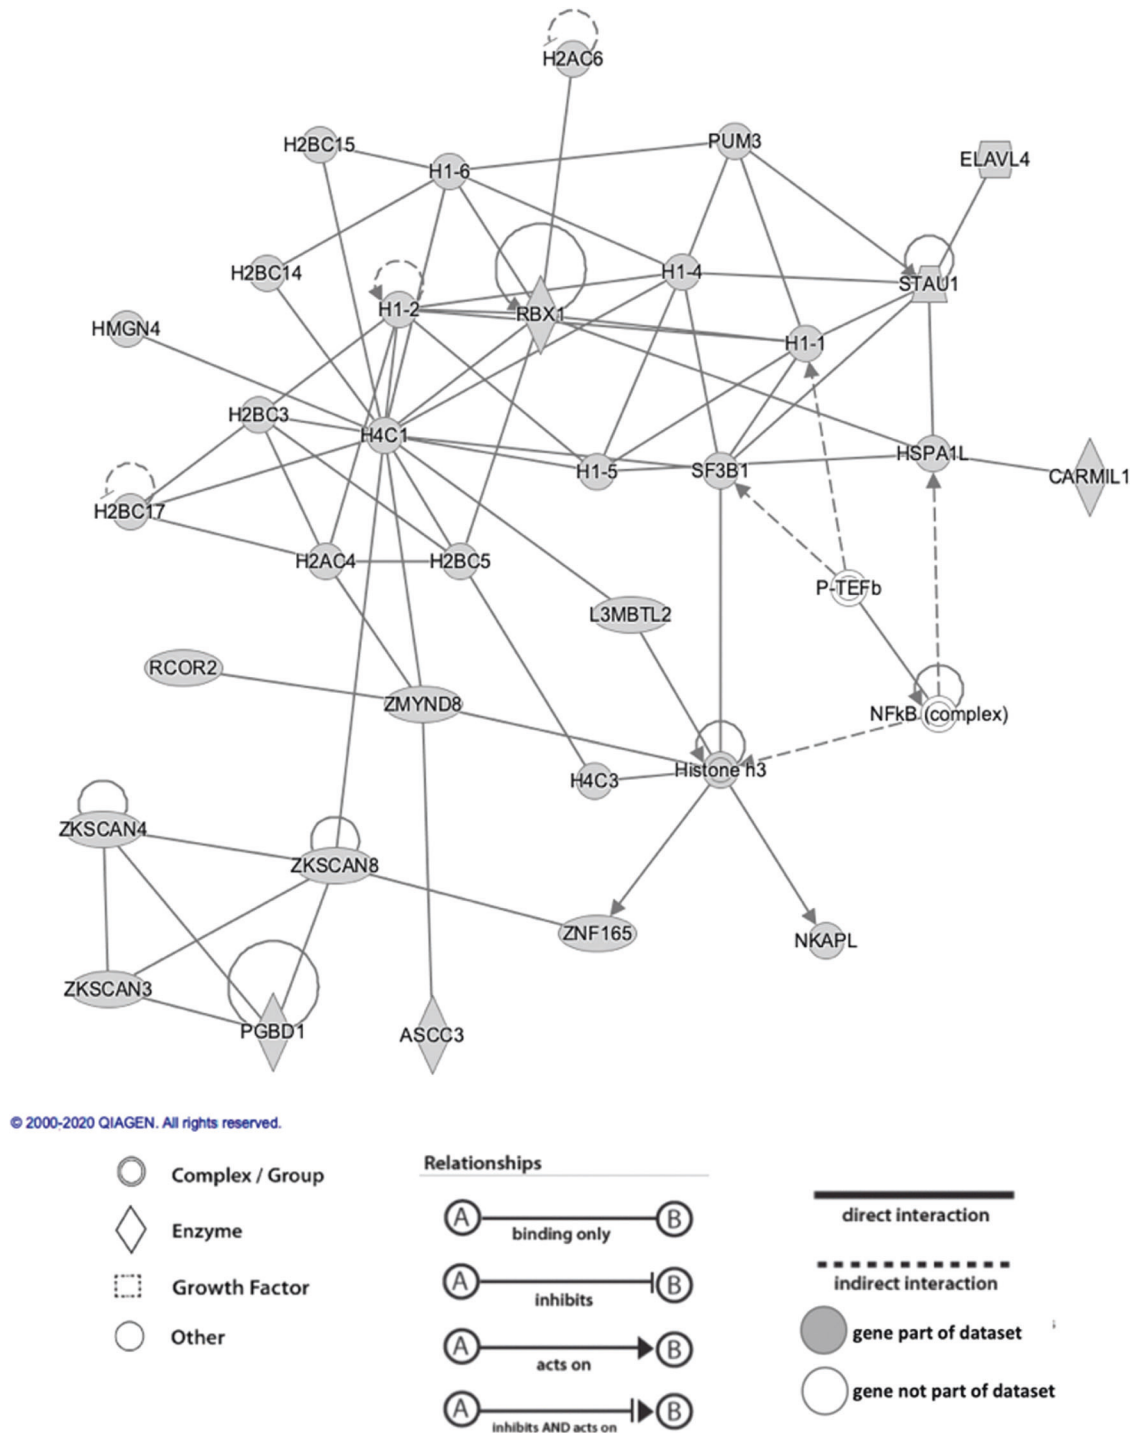 H2AC6
H2BC15
PUM3
ELAVL4
H1-6
H2BC14
H1-4
STAU1
H1-2
RBX1
HMGN4
H1-1
H2BC3
H4C1
H1-5
SF3B1
HSPA1L
CARMIL1
H2BC17
H2AC4
H2BC5
P-TEFb
L3MBTL2
RCOR2
ZMYND8
NFkB (complex)
H4C3
Histone h3
ZKSCAN4
ZKSCAN8
ZNF165
NKAPL
ZKSCAN3
PGBD1
ASCC3
© 2000-2020 QIAGEN. All rights reserved.
Complex / Group
Enzyme
Growth Factor
Other
Relationships
A B
binding only
A B
inhibits
A B
acts on
A B
inhibits AND acts on
direct interaction
indirect interaction
gene part of dataset
gene not part of dataset